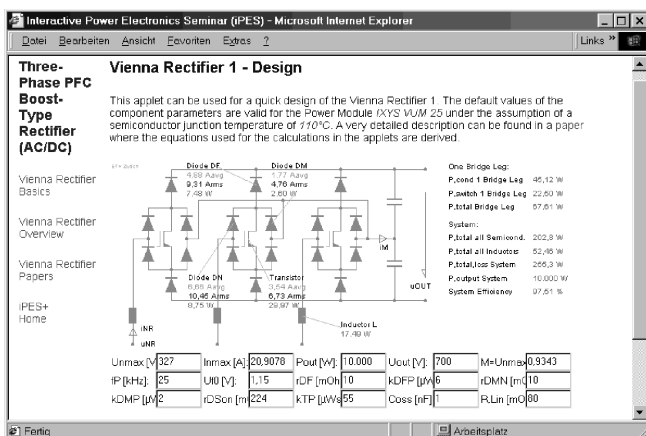 Interactive Power Electronics Seminar (iPES) - Microsoft Internet Explorer
Datei Bearbeiten Ansicht Favoriten Extras ? Links »
Three-
Phase PFC
Boost-
Type
Rectifier
(AC/DC)
Vienna Rectifier
Basics
Vienna Rectifier
Overview
Vienna Rectifier
Papers
iPES+
Home
Vienna Rectifier 1 - Design
This applet can be used for a quick design of the Vienna Rectifier 1. The default values of the
component parameters are valid for the Power Module IXYS VUM 25 under the assumption of a
semiconductor junction temperature of 110°C. A very detailed description can be found in a paper
where the equations used for the calculations in the applets are derived.
Diode DF
4,88 Aavg
9,31 Arms
7,48 W
Diode DM
1,77 Aavg
4,76 Arms
2,60 W
Diode DN
6,66 Aavg
10,45 Arms
8,75 W
Transistor
3,54 Aavg
6,73 Arms
29,97 W
iM
uOUT
Inductor L
17,49 W
iNR
uNR
One Bridge Leg:
P,cond 1 Bridge Leg 45,12 W
P,switch 1 Bridge Leg 22,50 W
P,total Bridge Leg 67,61 W
System:
P,total all Semicond. 202,8 W
P,total all Inductors 52,46 W
P,total,loss System 255,3 W
P,output System 10.000 W
System Efficiency 97,51 %
Unmax [V 327 Inmax [A]: 20,9078 Pout [W]: 10.000 Uout [V]: 700 M=Unmax 0,9343
fP [kHz]: 25 Uf0 [V]: 1,15 rDF [mOh 10 kDFP [µW 6 rDMN [mO 10
kDMP [µW 2 rDSon [m 224 kTP [µWs 55 Coss [nF] 1 R,Lin [mO 80
Fertig Arbeitsplatz